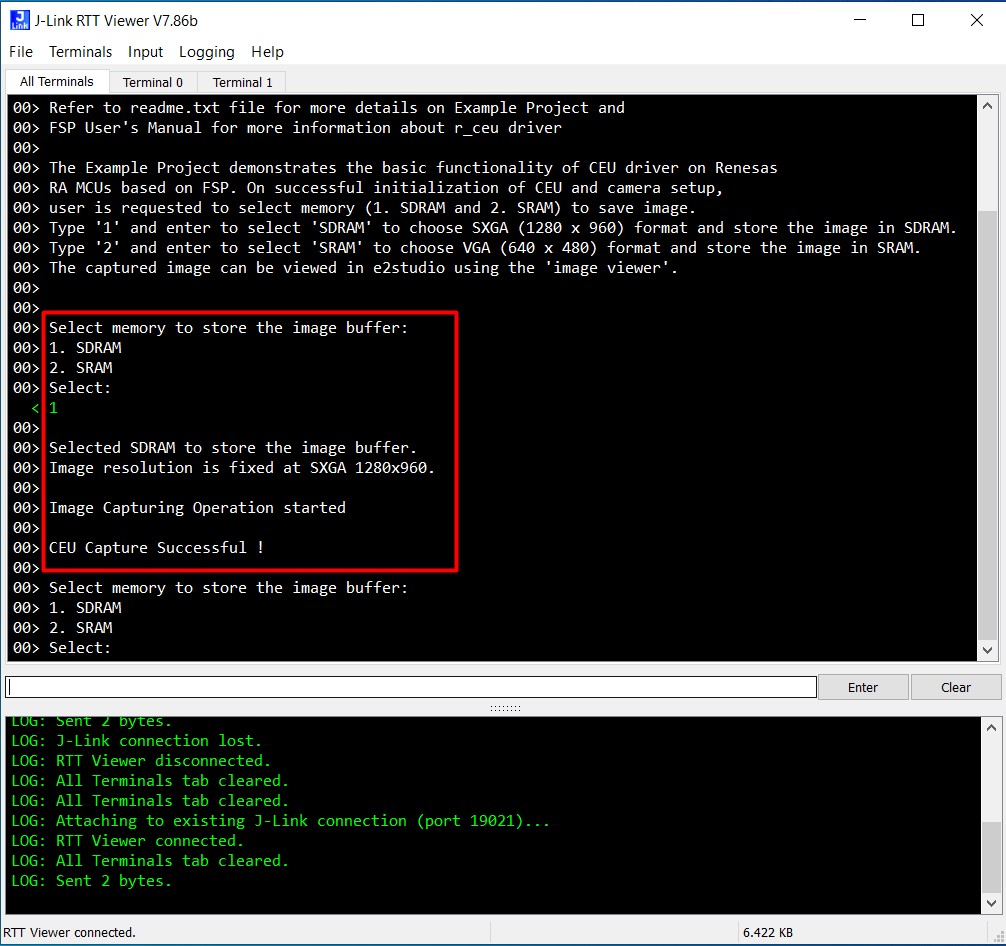 J-Link RTT Viewer V7.86b
File Terminals Input Logging Help
All Terminals Terminal 0 Terminal 1
00> Refer to readme.txt file for more details on Example Project and
00> FSP User's Manual for more information about r_ceu driver
00>
00> The Example Project demonstrates the basic functionality of CEU driver on Renesas
00> RA MCUs based on FSP. On successful initialization of CEU and camera setup,
00> user is requested to select memory (1. SDRAM and 2. SRAM) to save image.
00> Type '1' and enter to select 'SDRAM' to choose SXGA (1280 x 960) format and store the image in SDRAM.
00> Type '2' and enter to select 'SRAM' to choose VGA (640 x 480) format and store the image in SRAM.
00> The captured image can be viewed in e2studio using the 'image viewer'.
00>
00>
00> Select memory to store the image buffer:
00> 1. SDRAM
00> 2. SRAM
00> Select:
< 1
00>
00> Selected SDRAM to store the image buffer.
00> Image resolution is fixed at SXGA 1280x960.
00>
00> Image Capturing Operation started
00>
00> CEU Capture Successful !
00>
00> Select memory to store the image buffer:
00> 1. SDRAM
00> 2. SRAM
00> Select:
Enter Clear
LOG: Sent 2 bytes.
LOG: J-Link connection lost.
LOG: RTT Viewer disconnected.
LOG: All Terminals tab cleared.
LOG: All Terminals tab cleared.
LOG: Attaching to existing J-Link connection (port 19021)...
LOG: RTT Viewer connected.
LOG: All Terminals tab cleared.
LOG: Sent 2 bytes.
RTT Viewer connected. 6.422 KB